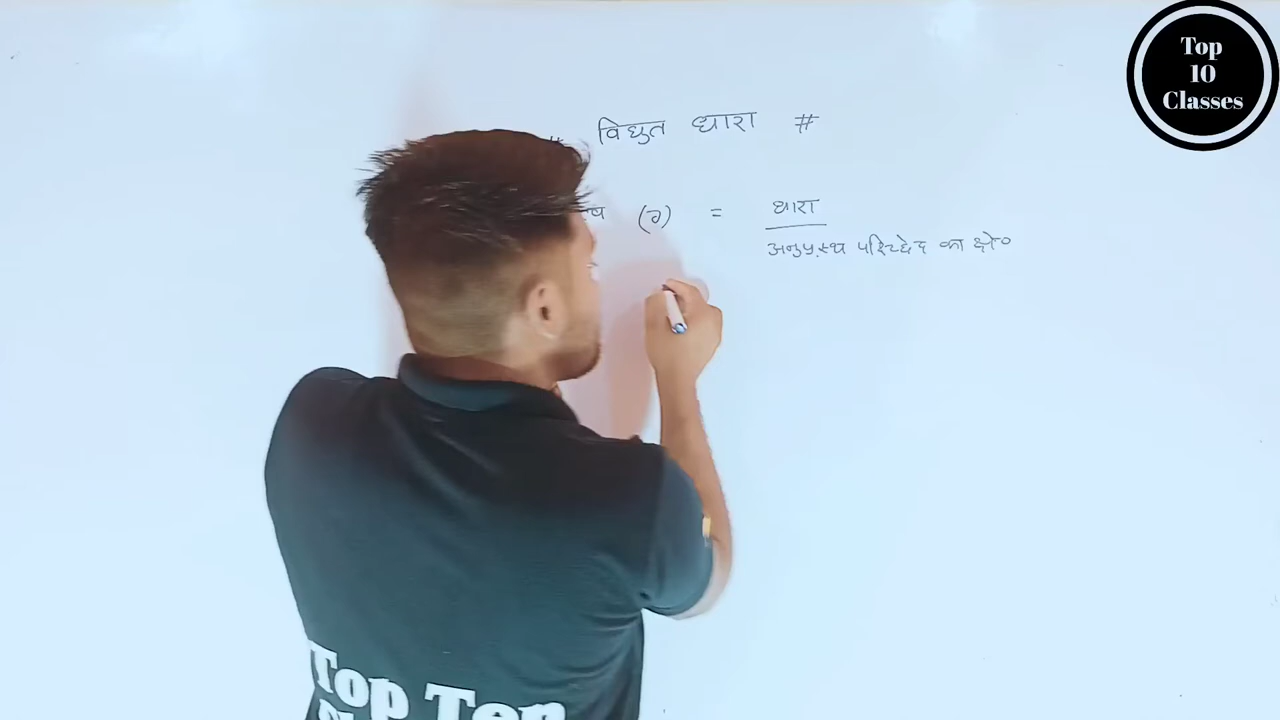 Top
10
Classes
# विद्युत धारा #
(J) = धारा
अनुप्रस्थ परिच्छेद का क्षे०
Top Ten